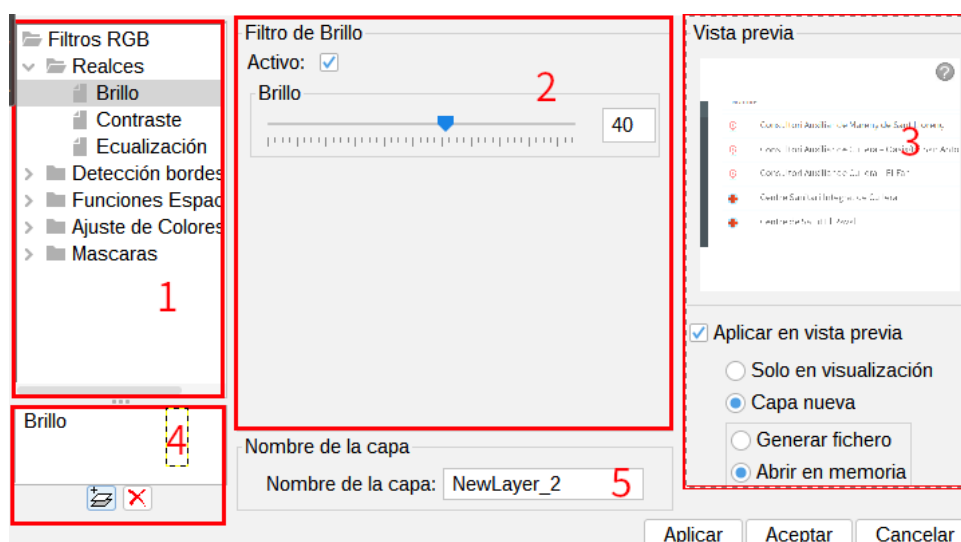 Filtros RGB
Realces
Brillo
Contraste
Ecualización
Detección bordes
Funciones Espac
Ajuste de Colores
Mascaras
1
Brillo
4
Filtro de Brillo
Activo:
2
Brillo
40
Nombre de la capa
Nombre de la capa: NewLayer_2 5
Vista previa
?
3
Aplicar en vista previa
Solo en visualización
Capa nueva
Generar fichero
Abrir en memoria
Aplicar Aceptar Cancelar